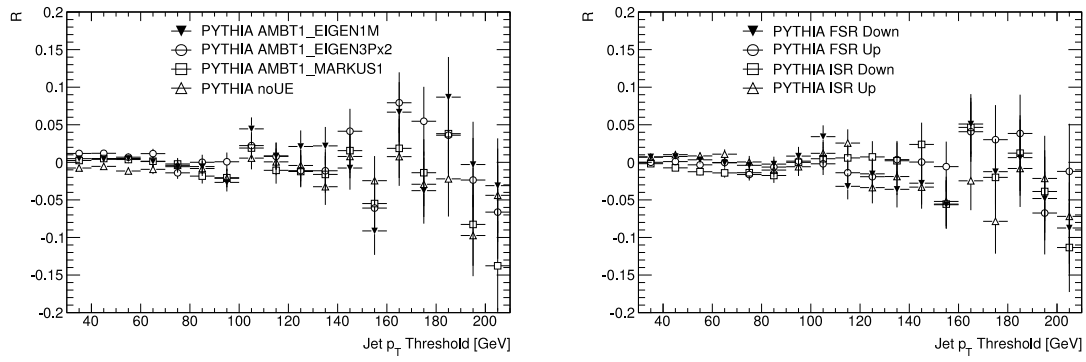 R
0.2
0.15
0.1
0.05
0
-0.05
-0.1
-0.15
-0.2
PYTHIA AMBT1_EIGEN1M
PYTHIA AMBT1_EIGEN3Px2
PYTHIA AMBT1_MARKUS1
PYTHIA noUE
40 60 80 100 120 140 160 180 200
Jet pT Threshold [GeV]
R
0.2
0.15
0.1
0.05
0
-0.05
-0.1
-0.15
-0.2
PYTHIA FSR Down
PYTHIA FSR Up
PYTHIA ISR Down
PYTHIA ISR Up
40 60 80 100 120 140 160 180 200
Jet pT Threshold [GeV]